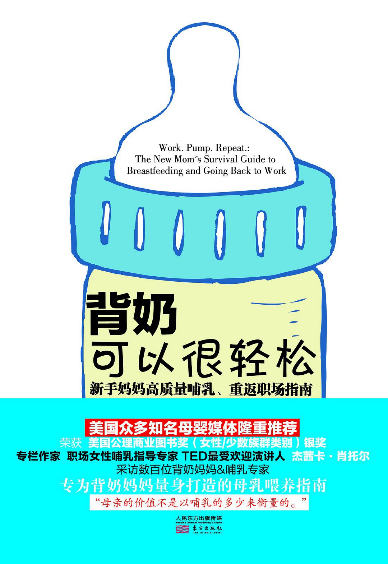 Work. Pump. Repeat.:
The New Mom's Survival Guide to
Breastfeeding and Going Back to Work
背奶
可以很轻松
新手妈妈高质量哺乳、重返职场指南
美国众多知名母婴媒体隆重推荐
荣获 美国公理商业图书奖（女性/少数族群类别）银奖
专栏作家 职场女性哺乳指导专家 TED最受欢迎演讲人 杰茜卡·肖托尔
采访数百位背奶妈妈&哺乳专家
专为背奶妈妈量身打造的母乳喂养指南
“母亲的价值不是以哺乳的多少来衡量的。”
人民东方出版传媒
东方出版社